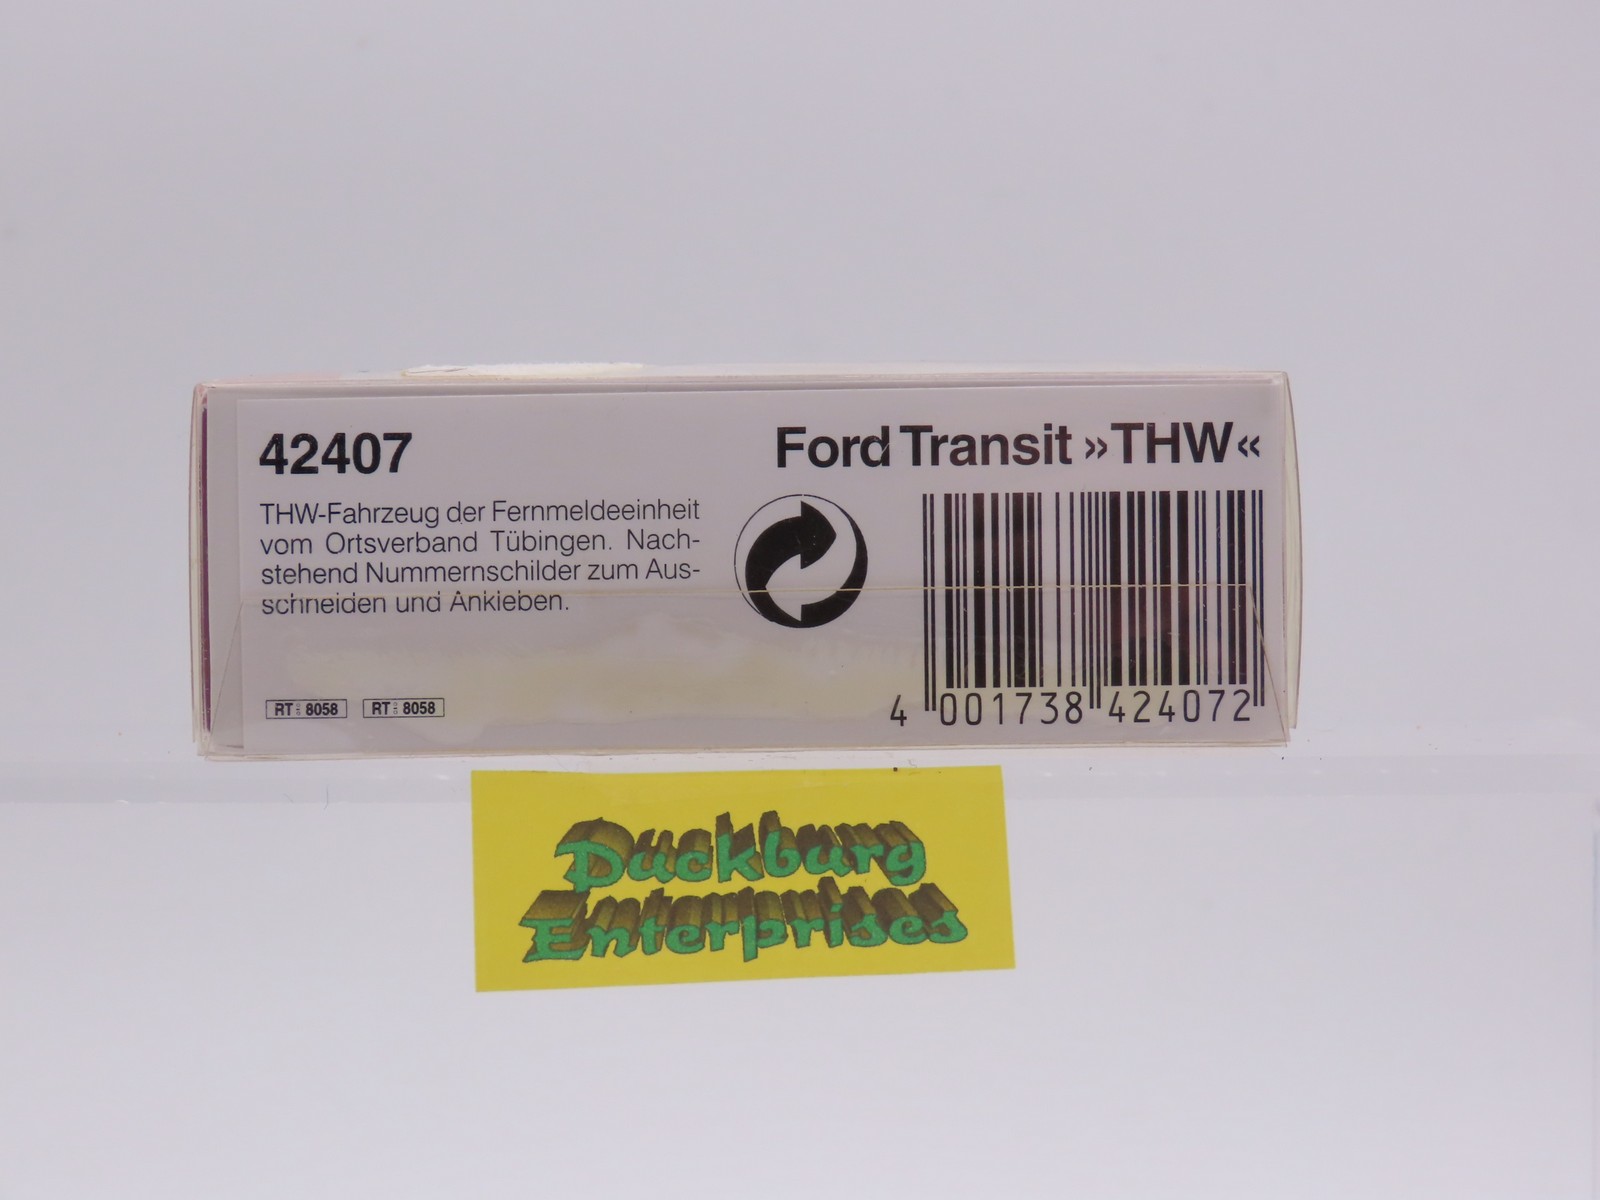 42407
Ford Transit »THW«
THW-Fahrzeug der Fernmeldeeinheit
vom Ortsverband Tübingen. Nach-
stehend Nummernschilder zum Aus-
schneiden und Ankleben.
RT 8058 RT 8058
4 001738 424072
Duckburg
Enterprises